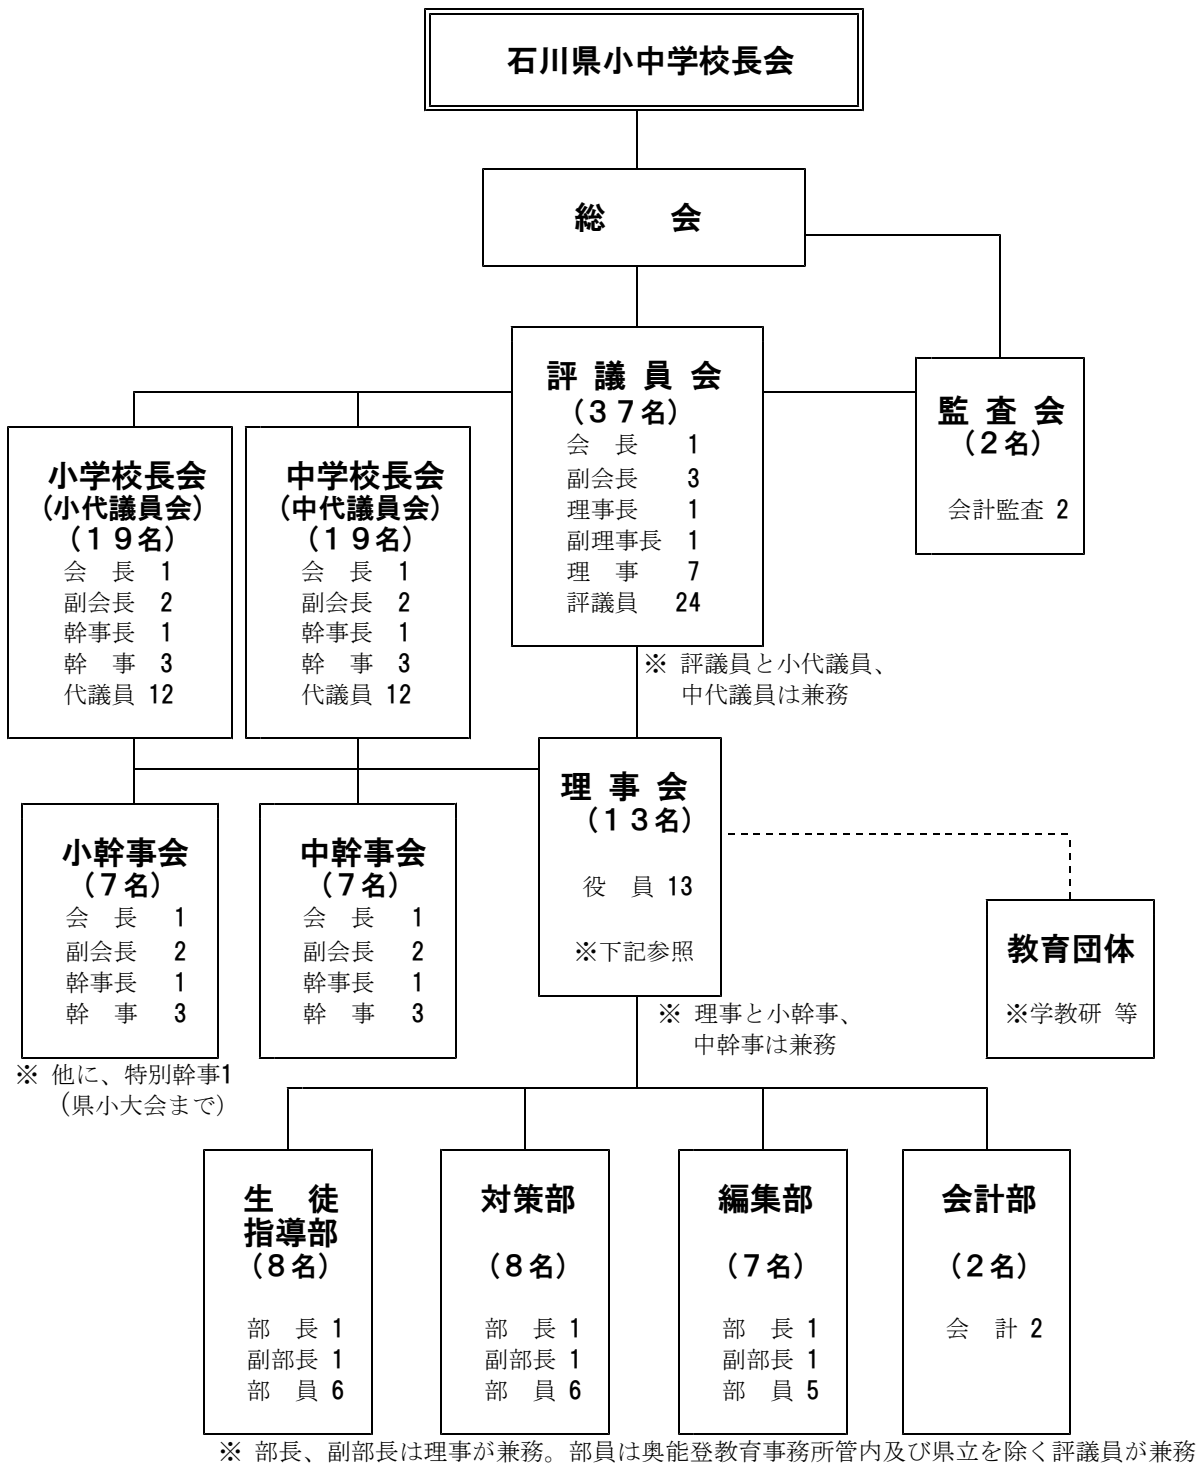 石川県小中学校長会
総　会
評 議 員 会
（３７名）
会　長　1
副会長　3
理事長　1
副理事長　1
理　事　7
評議員　24
※ 評議員と小代議員、
中代議員は兼務
監 査 会
（２名）
会計監査 2
小学校長会
（小代議員会）
（１９名）
会　長　1
副会長　2
幹事長　1
幹　事　3
代議員 12
中学校長会
（中代議員会）
（１９名）
会　長　1
副会長　2
幹事長　1
幹　事　3
代議員 12
理 事 会
（１３名）
役　員 13
※下記参照
※ 理事と小幹事、
中幹事は兼務
小幹事会
（７名）
会　長　1
副会長　2
幹事長　1
幹　事　3
※ 他に、特別幹事1
（県小大会まで）
中幹事会
（７名）
会　長　1
副会長　2
幹事長　1
幹　事　3
教育団体
※学教研 等
生　徒
指導部
（８名）
部　長 1
副部長 1
部　員 6
対策部
（８名）
部　長 1
副部長 1
部　員 6
編集部
（７名）
部　長 1
副部長 1
部　員 5
会計部
（２名）
会　計 2
※ 部長、副部長は理事が兼務。部員は奥能登教育事務所管内及び県立を除く評議員が兼務